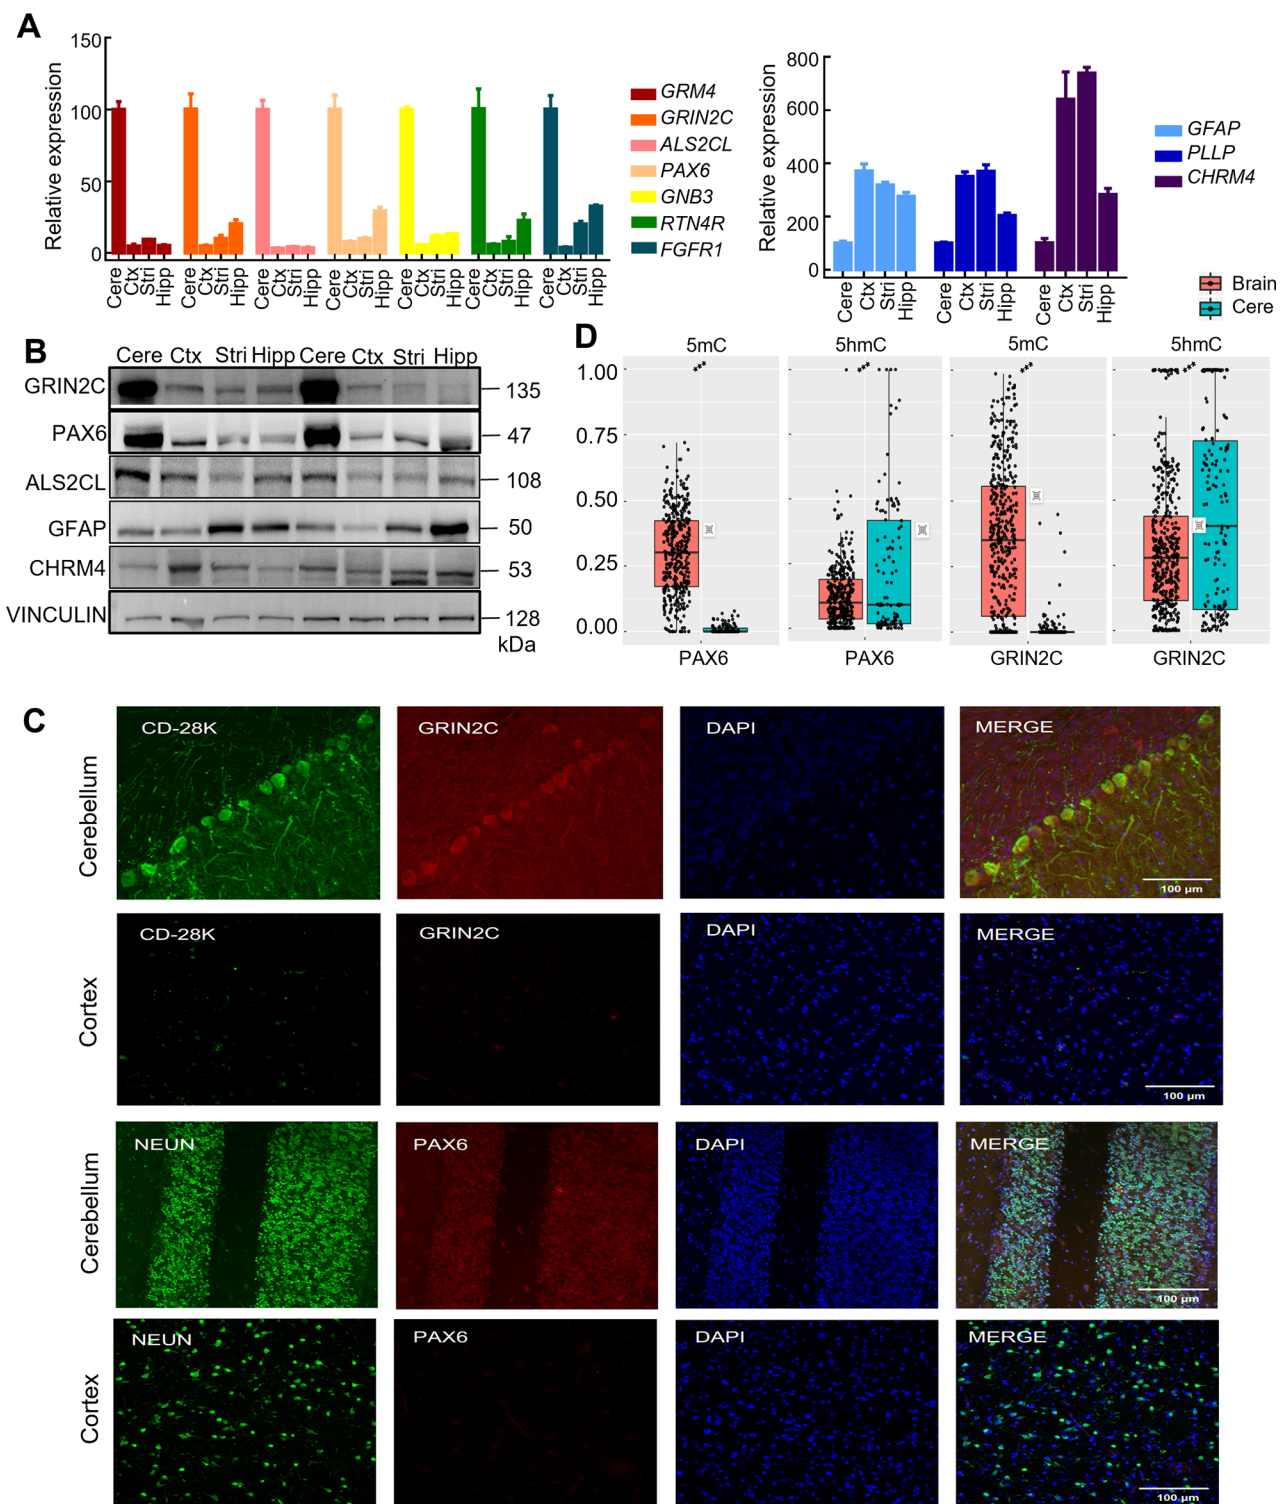 A
150
100
50
0
Relative expression
Cere Ctx Stri Hipp Cere Ctx Stri Hipp Cere Ctx Stri Hipp Cere Ctx Stri Hipp Cere Ctx Stri Hipp Cere Ctx Stri Hipp Cere Ctx Stri Hipp
GRM4
GRIN2C
ALS2CL
PAX6
GNB3
RTN4R
FGFR1
800
600
400
200
0
Relative expression
Cere Ctx Stri Hipp Cere Ctx Stri Hipp Cere Ctx Stri Hipp
GFAP
PLLP
CHRM4
B
Cere Ctx Stri Hipp Cere Ctx Stri Hipp
GRIN2C 135
PAX6 47
ALS2CL 108
GFAP 50
CHRM4 53
VINCULIN 128
kDa
D
Brain
Cere
5mC 5hmC 5mC 5hmC
*** *** *** ***
1.00
0.75
0.50
0.25
0.00
PAX6 PAX6 GRIN2C GRIN2C
C
Cerebellum
CD-28K GRIN2C DAPI MERGE
100 µm
Cortex
CD-28K GRIN2C DAPI MERGE
100 µm
Cerebellum
NEUN PAX6 DAPI MERGE
100 µm
Cortex
NEUN PAX6 DAPI MERGE
100 µm